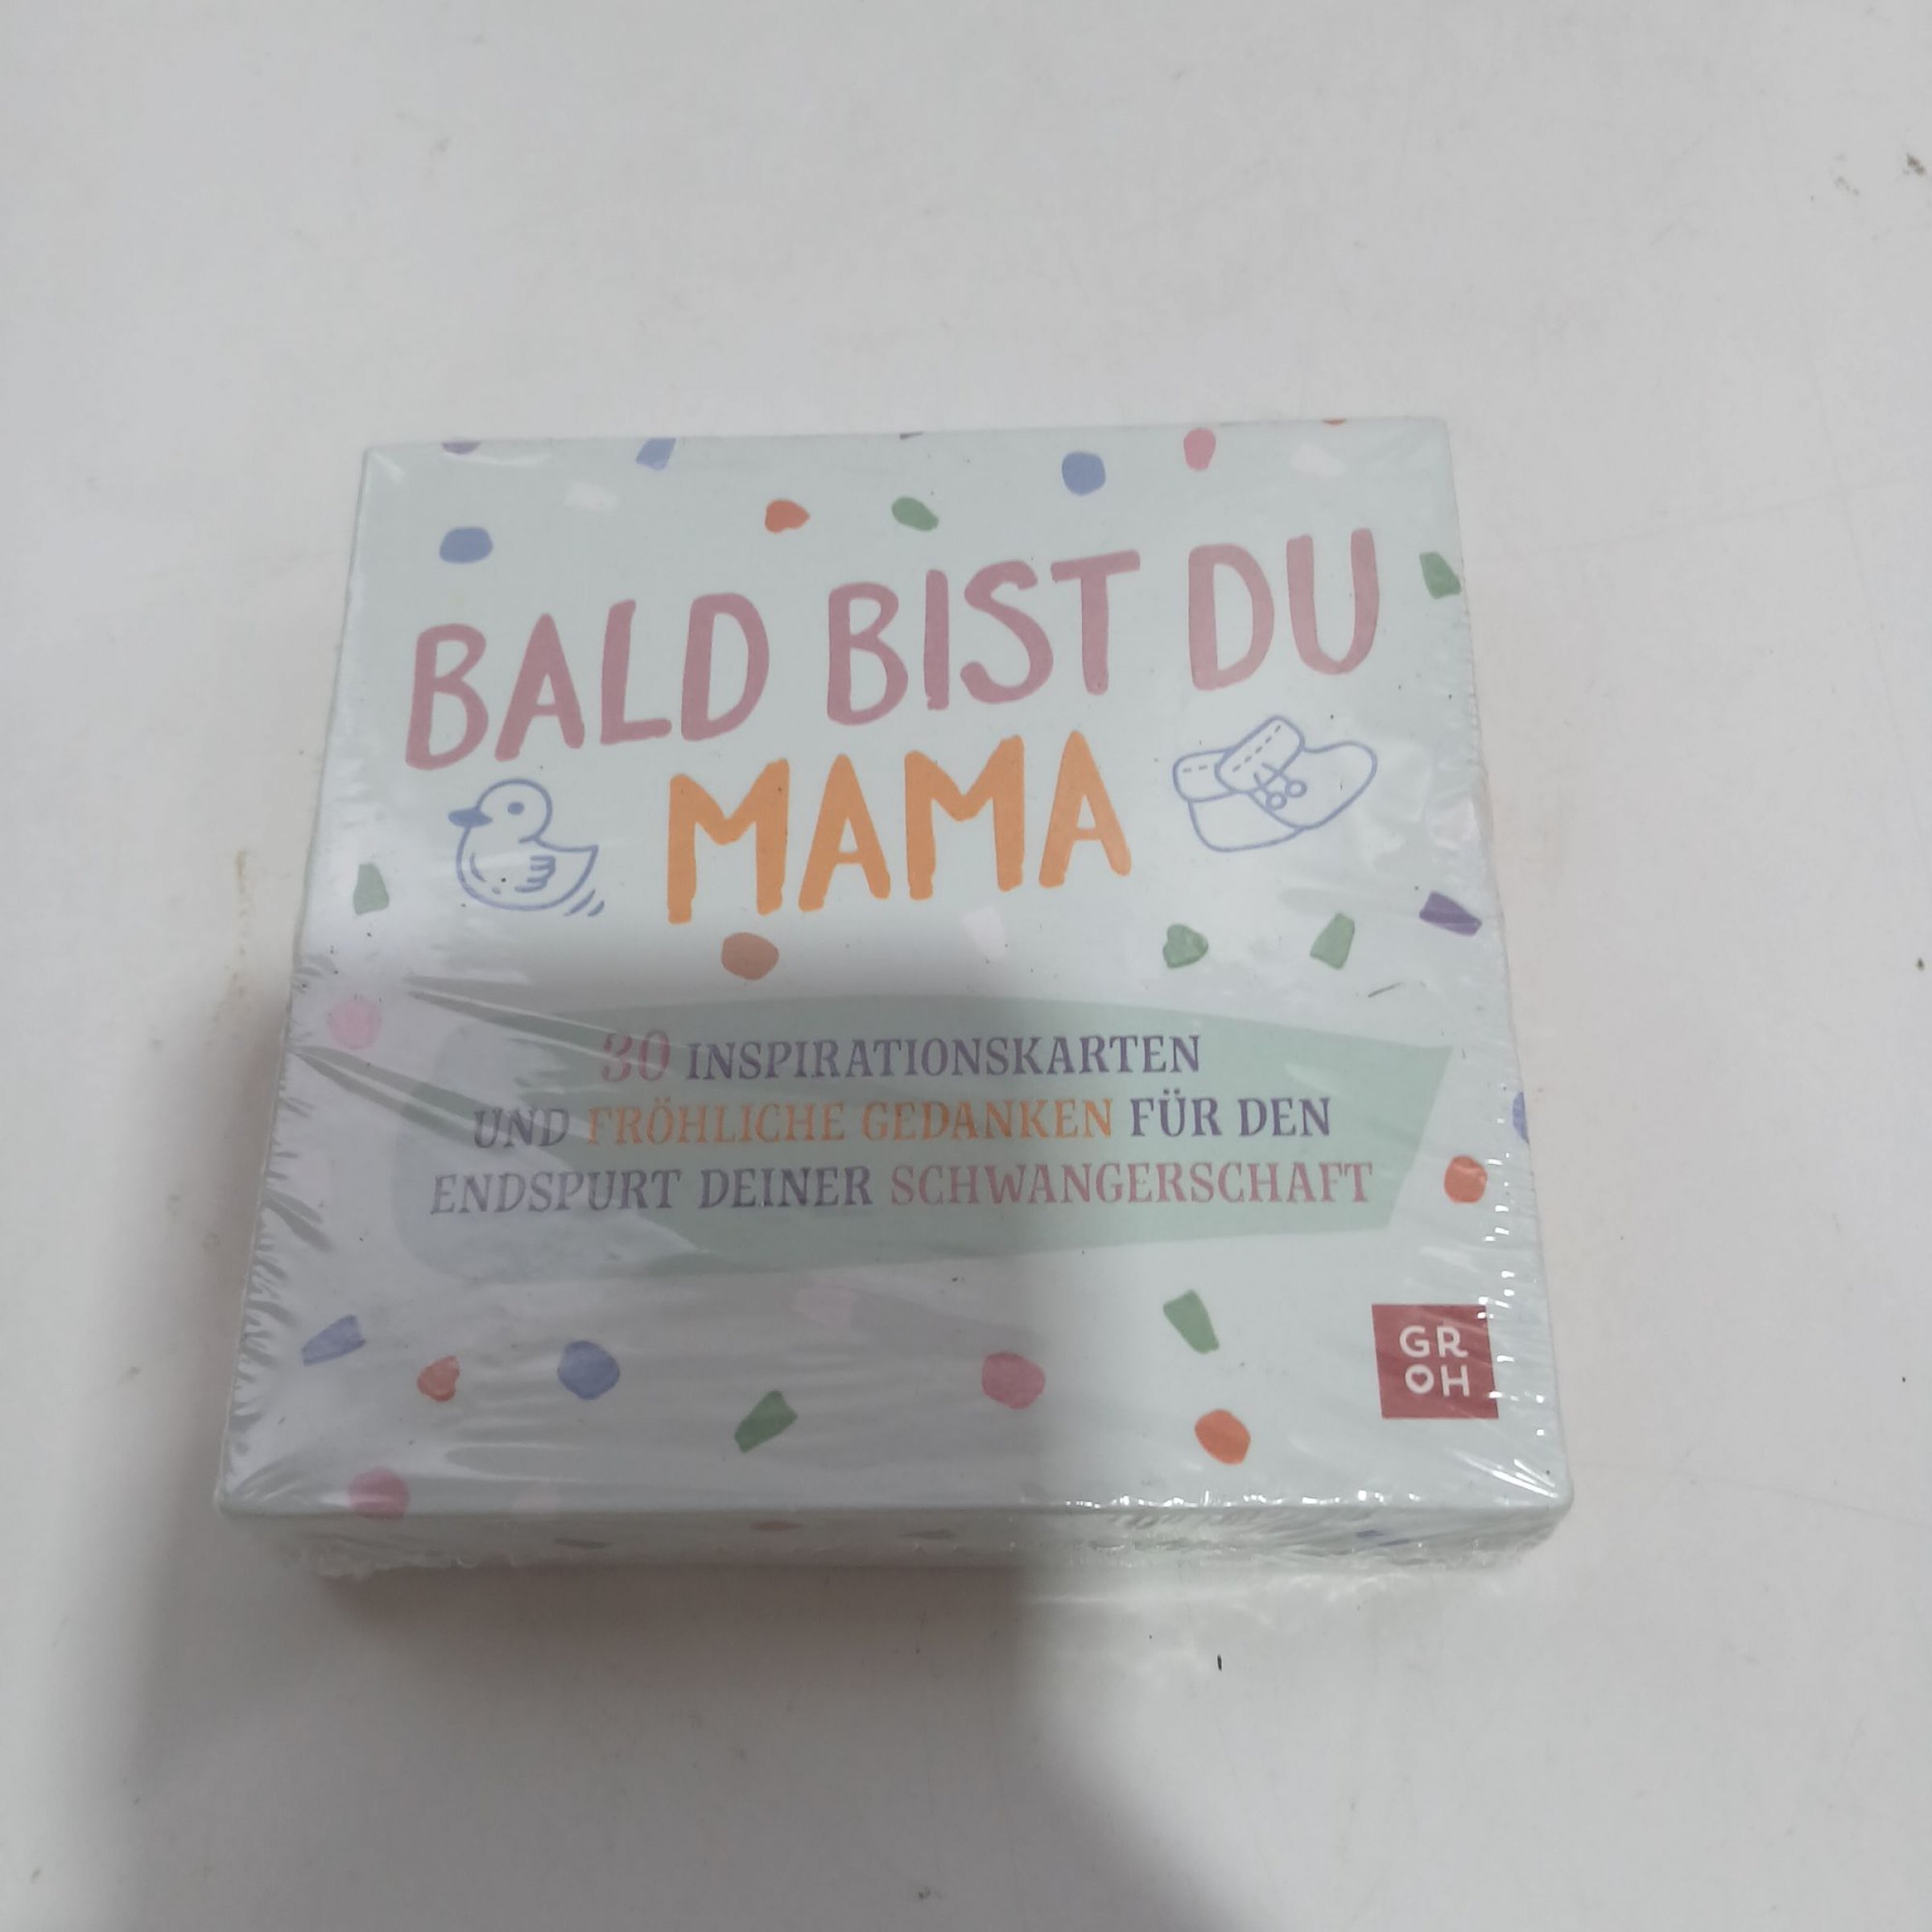 BALD BIST DU
MAMA
30 INSPIRATIONSKARTEN
UND FRÖHLICHE GEDANKEN FÜR DEN
ENDSPURT DEINER SCHWANGERSCHAFT
GR
OH